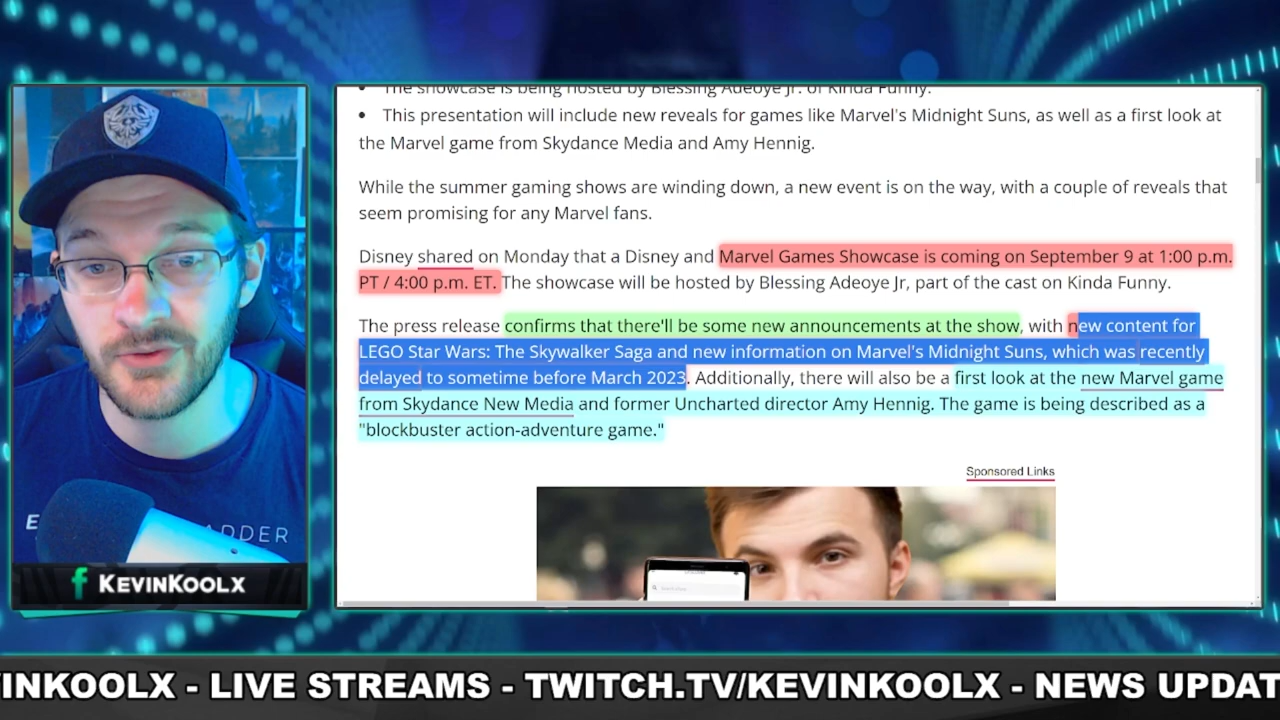 The showcase is being hosted by Blessing Adeoye Jr. of Kinda Funny.
This presentation will include new reveals for games like Marvel's Midnight Suns, as well as a first look at
the Marvel game from Skydance Media and Amy Hennig.
While the summer gaming shows are winding down, a new event is on the way, with a couple of reveals that
seem promising for any Marvel fans.
Disney shared on Monday that a Disney and Marvel Games Showcase is coming on September 9 at 1:00 p.m.
PT / 4:00 p.m. ET. The showcase will be hosted by Blessing Adeoye Jr, part of the cast on Kinda Funny.
The press release confirms that there'll be some new announcements at the show, with new content for
LEGO Star Wars: The Skywalker Saga and new information on Marvel's Midnight Suns, which was recently
delayed to sometime before March 2023. Additionally, there will also be a first look at the new Marvel game
from Skydance New Media and former Uncharted director Amy Hennig. The game is being described as a
"blockbuster action-adventure game."
Sponsored Links
E ADDER
f KEVINKOOLX
VINKOOLX - LIVE STREAMS - TWITCH.TV/KEVINKOOLX - NEWS UPDAT